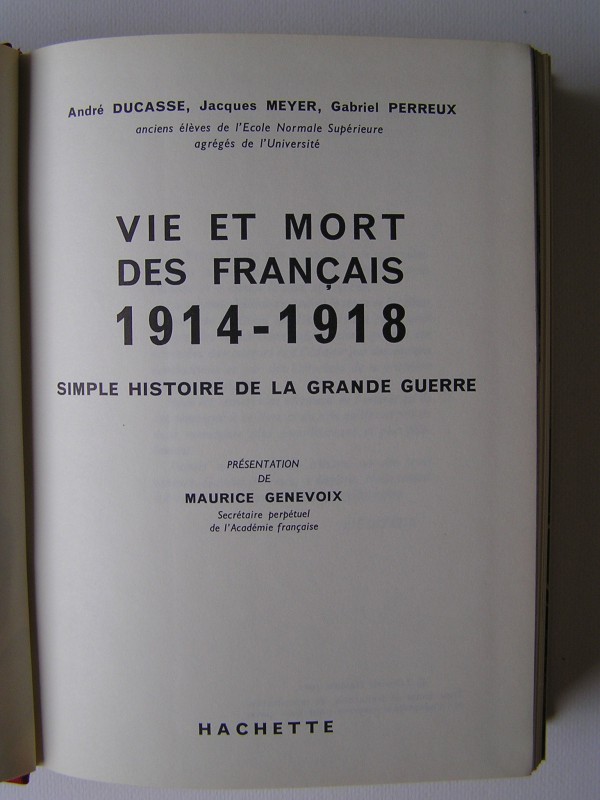 André DUCASSE, Jacques MEYER, Gabriel PERREUX
anciens élèves de l'Ecole Normale Supérieure
agrégés de l'Université
VIE ET MORT
DES FRANÇAIS
1914-1918
SIMPLE HISTOIRE DE LA GRANDE GUERRE
PRÉSENTATION
DE
MAURICE GENEVOIX
Secrétaire perpétuel
de l'Académie française
HACHETTE